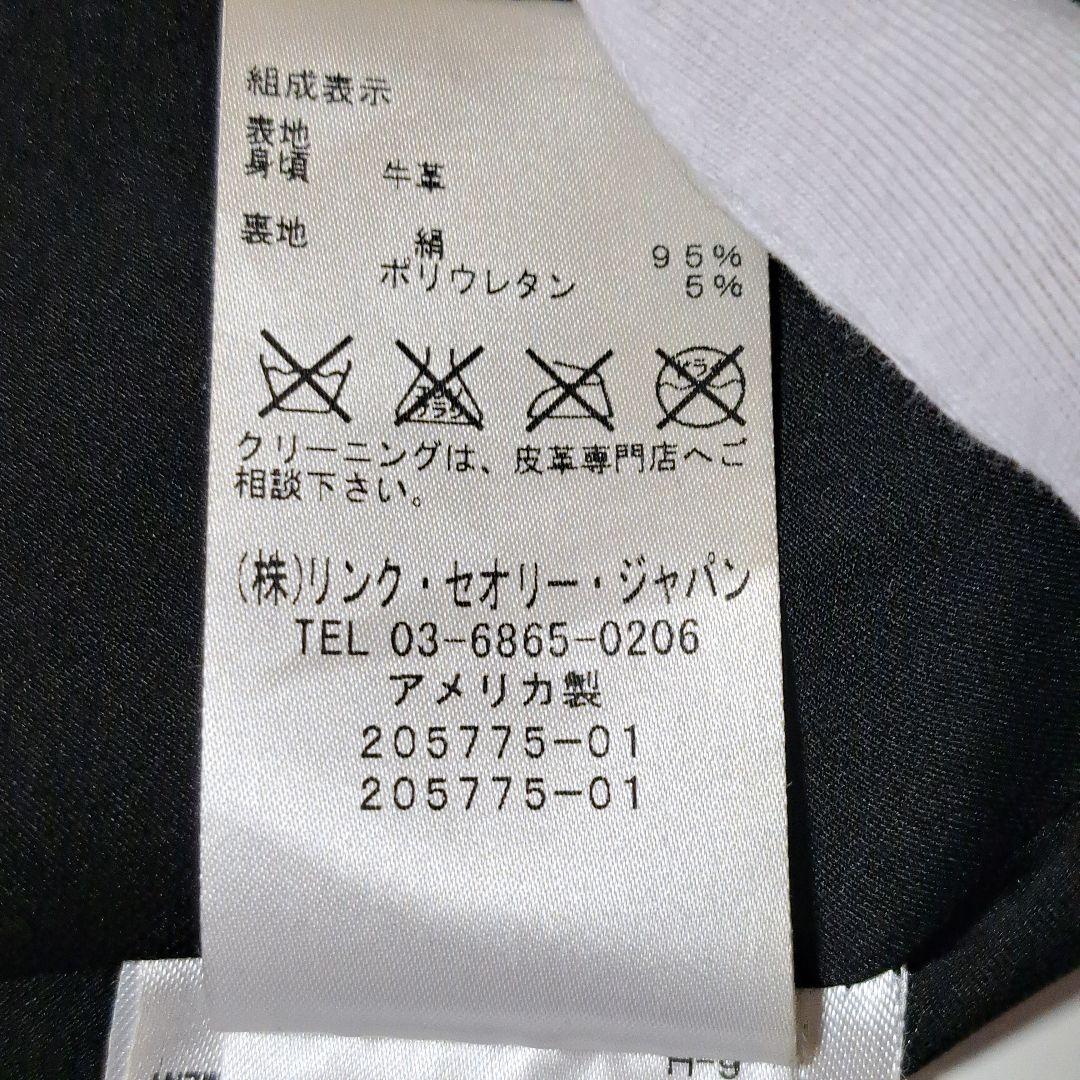 組成表示
表地
身頃 牛革
裏地 絹 95%
ポリウレタン 5%
クリーニングは、皮革専門店へご
相談下さい。
(株)リンク・セオリー・ジャパン
TEL 03-6865-0206
アメリカ製
205775-01
205775-01